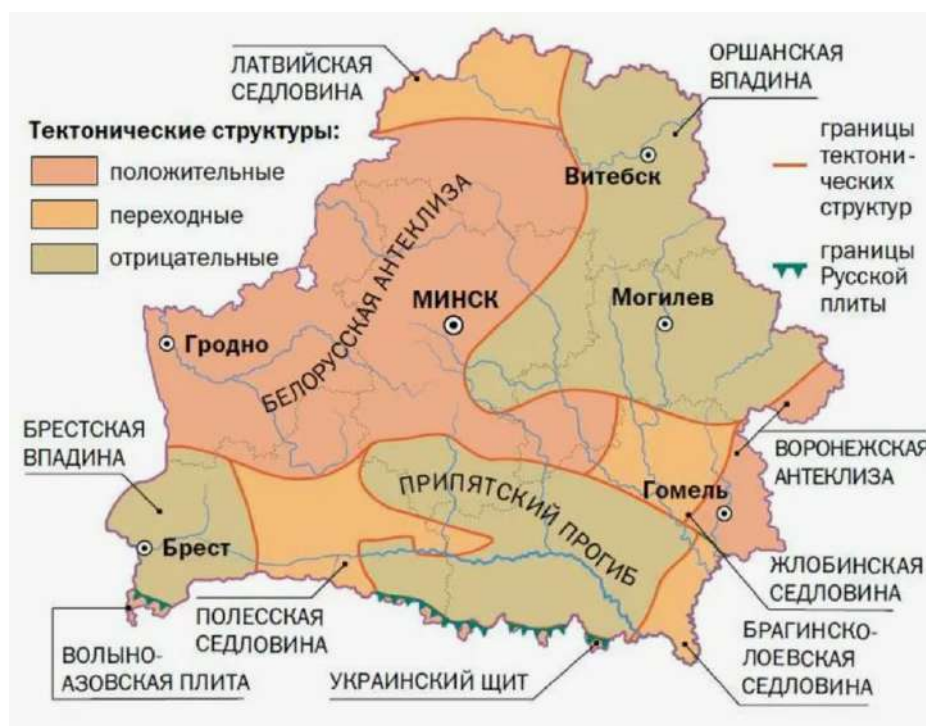 ЛАТВИЙСКАЯ
СЕДЛОВИНА
ОРШАНСКАЯ
ВПАДИНА
Тектонические структуры:
положительные
переходные
отрицательные
границы
тектони-
ческих
структур
границы
Русской
плиты
Витебск
БЕЛОРУССКАЯ АНТЕКЛИЗА
МИНСК
Могилев
Гродно
БРЕСТСКАЯ
ВПАДИНА
ВОРОНЕЖСКАЯ
АНТЕКЛИЗА
ПРИПЯТСКИЙ ПРОГИБ
Гомель
Брест
ЖЛОБИНСКАЯ
СЕДЛОВИНА
ПОЛЕССКАЯ
СЕДЛОВИНА
БРАГИНСКО-
ЛОЕВСКАЯ
СЕДЛОВИНА
ВОЛЫНО-
АЗОВСКАЯ ПЛИТА
УКРАИНСКИЙ ЩИТ